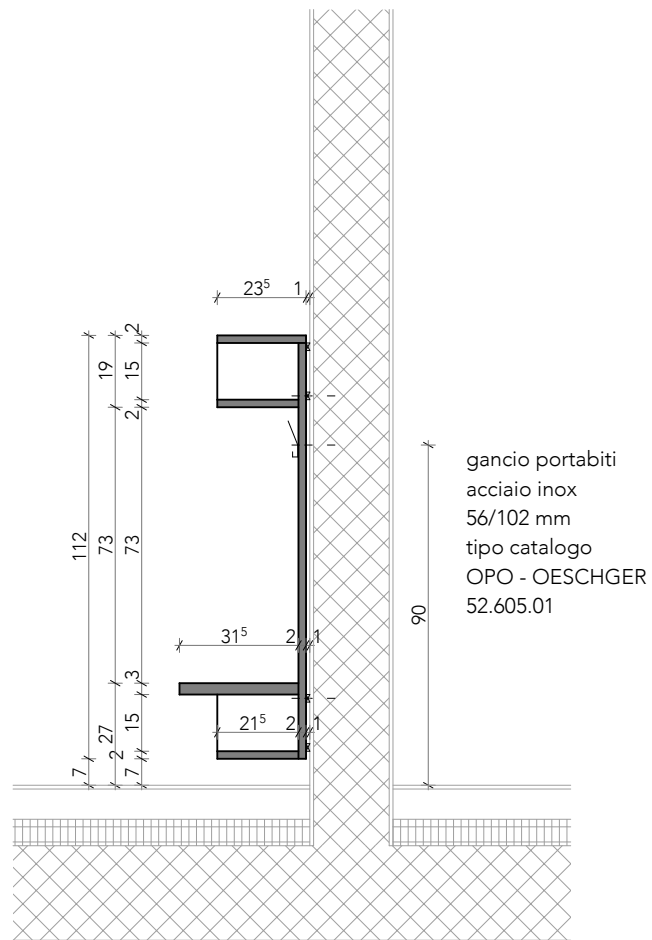 23⁵ 1
2
19
15
2
112
73
73
gancio portabiti
acciaio inox
56/102 mm
tipo catalogo
OPO - OESCHGER
52.605.01
90
31⁵ 2 1
3
27
15
21⁵ 2 1
2
7
7